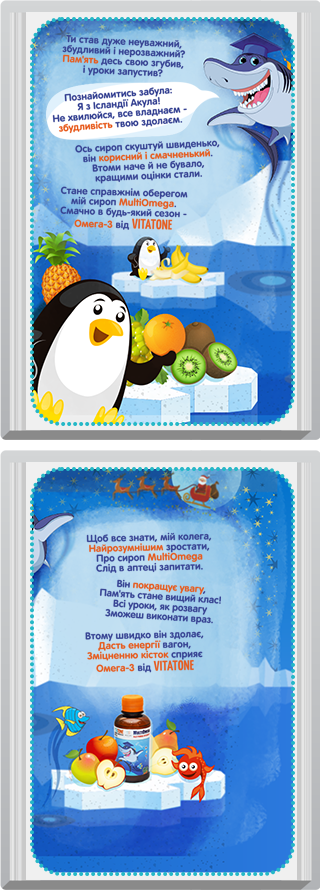 Ти став дуже неуважний,
збудливий і нерозважний?
Пам'ять десь свою згубив,
і уроки запустив?
Познайомитись забула:
Я з Ісландії Акула!
Не хвилюйся, все владнаєм -
збудливість твою здолаєм.
Ось сироп скуштуй швиденько,
він корисний і смачненький.
Втоми наче й не бувало,
кращими оцінки стали.
Стане справжнім оберегом
мій сироп MultiOmega.
Смачно в будь-який сезон -
Омега-3 від VITATONE
Щоб все знати, мій колега,
Найрозумнішим зростати,
Про сироп MultiOmega
Слід в аптеці запитати.
Він покращує увагу,
Пам'ять стане вищий клас!
Всі уроки, як розвагу
Зможеш виконати враз.
Втому швидко він здолає,
Дасть енергії вагон,
Зміцненню кісток сприяє
Омега-3 від VITATONE